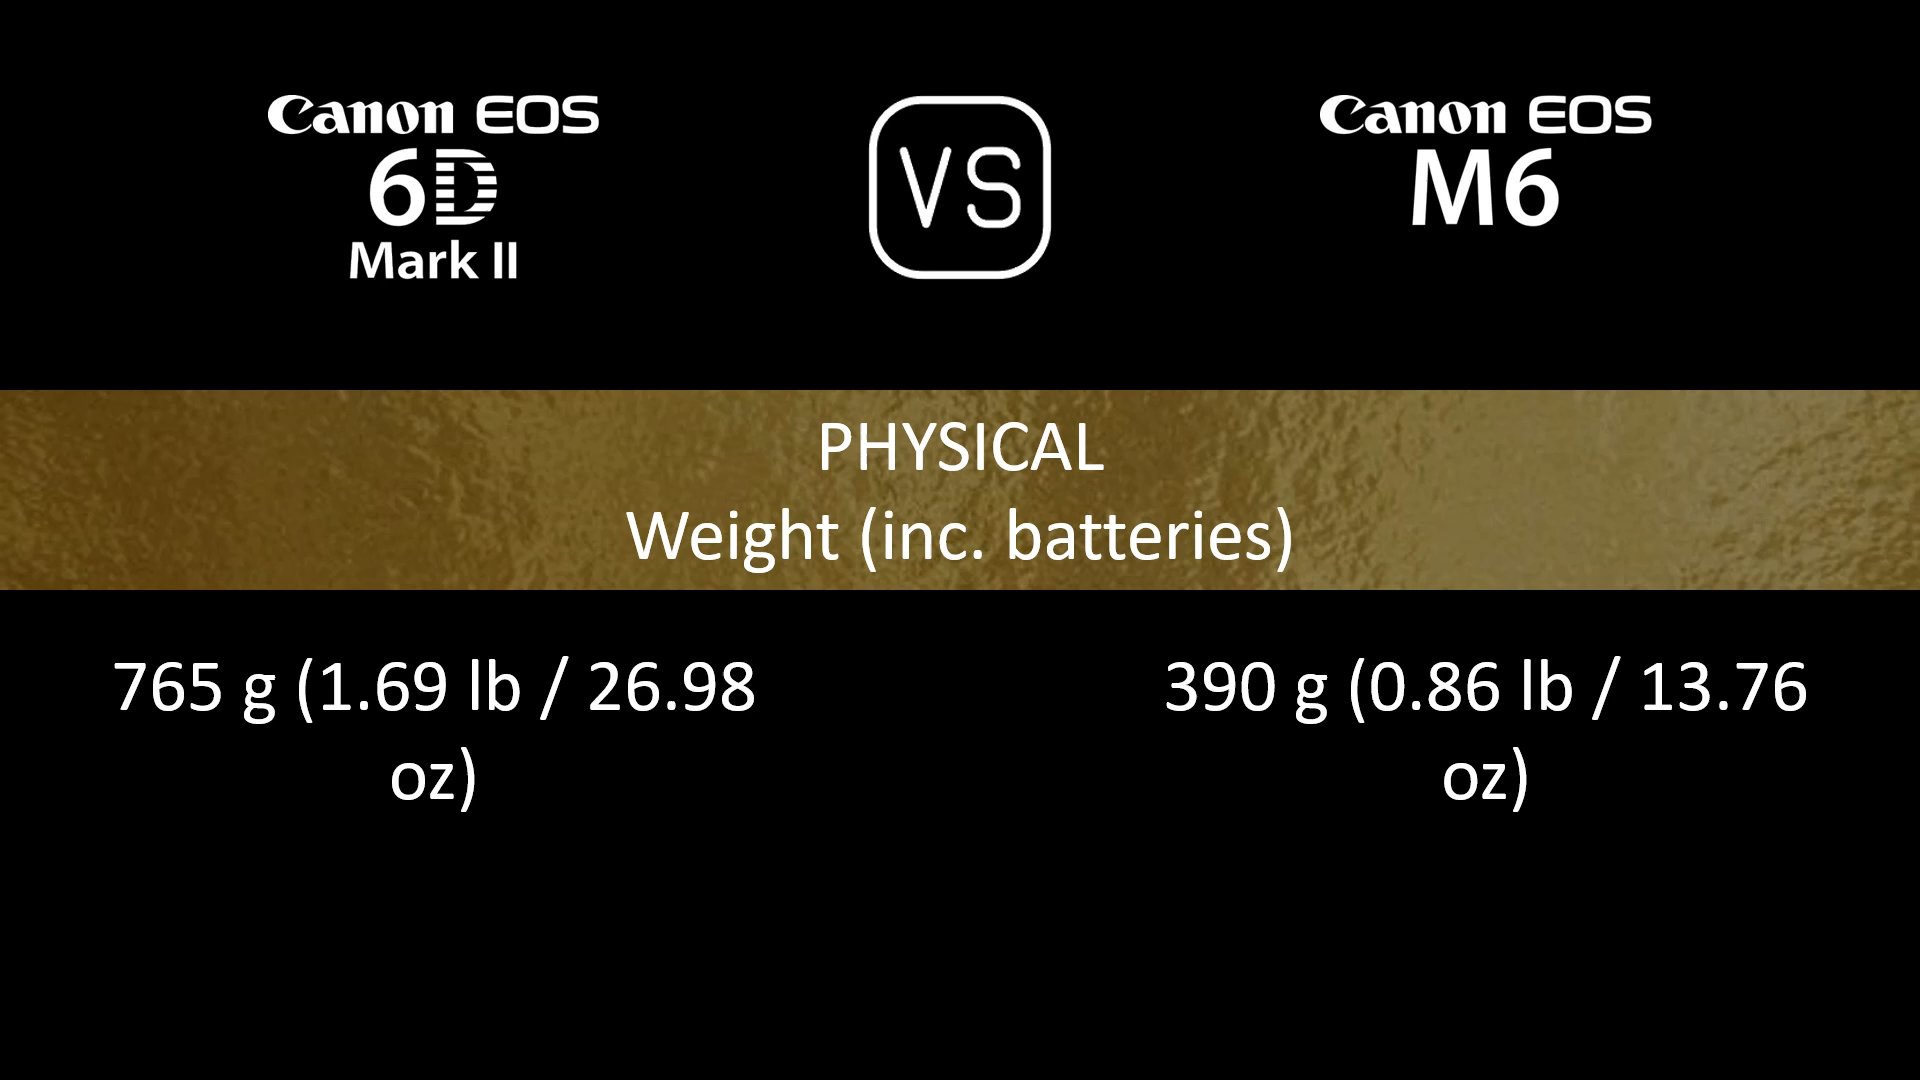 Canon EOS
6D
Mark II
VS
Canon EOS
M6
PHYSICAL
Weight (inc. batteries)
765 g (1.69 lb / 26.98
oz)
390 g (0.86 lb / 13.76
oz)